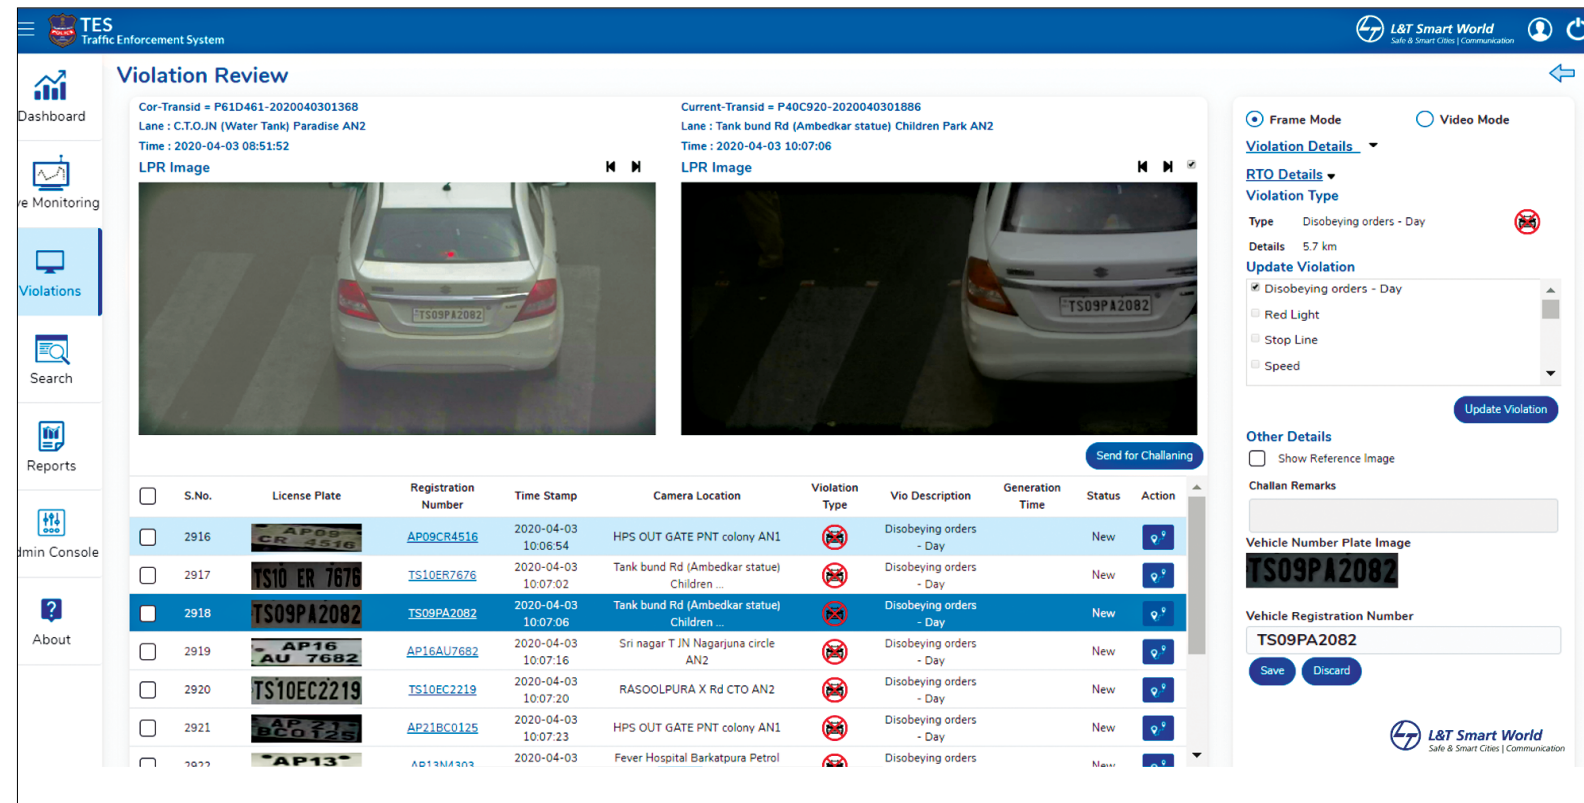 TES
Traffic Enforcement System
POLICE
L&T Smart World
Safe & Smart Cities | Communication
Dashboard
ve Monitoring
Violations
Search
Reports
dmin Console
About
Violation Review
Cor-Transid = P61D461-2020040301368
Lane : C.T.O.JN (Water Tank) Paradise AN2
Time : 2020-04-03 08:51:52
LPR Image
TS09PA2082
Current-Transid = P40C920-2020040301886
Lane : Tank bund Rd (Ambedkar statue) Children Park AN2
Time : 2020-04-03 10:07:06
LPR Image
TS09PA2082
Send for Challaning
S.No. License Plate Registration Number Time Stamp Camera Location Violation Type Vio Description Generation Time Status Action
2916 AP09 CR 4516 AP09CR4516 2020-04-03 10:06:54 HPS OUT GATE PNT colony AN1 Disobeying orders - Day New
2917 TS10 ER 7676 TS10ER7676 2020-04-03 10:07:02 Tank bund Rd (Ambedkar statue) Children ... Disobeying orders - Day New
2918 TS09PA2082 TS09PA2082 2020-04-03 10:07:06 Tank bund Rd (Ambedkar statue) Children ... Disobeying orders - Day New
2919 AP16 AU 7682 AP16AU7682 2020-04-03 10:07:16 Sri nagar T JN Nagarjuna circle AN2 Disobeying orders - Day New
2920 TS10EC2219 TS10EC2219 2020-04-03 10:07:20 RASOOLPURA X Rd CTO AN2 Disobeying orders - Day New
2921 AP 21 BC0125 AP21BC0125 2020-04-03 10:07:23 HPS OUT GATE PNT colony AN1 Disobeying orders - Day New
2922 AP13 AP13N4303 2020-04-03 Fever Hospital Barkatpura Petrol Disobeying orders New
Frame Mode Video Mode
Violation Details
RTO Details
Violation Type
Type Disobeying orders - Day
Details 5.7 km
Update Violation
Disobeying orders - Day
Red Light
Stop Line
Speed
Update Violation
Other Details
Show Reference Image
Challan Remarks
Vehicle Number Plate Image
TS09PA2082
Vehicle Registration Number
TS09PA2082
Save Discard
L&T Smart World
Safe & Smart Cities | Communication